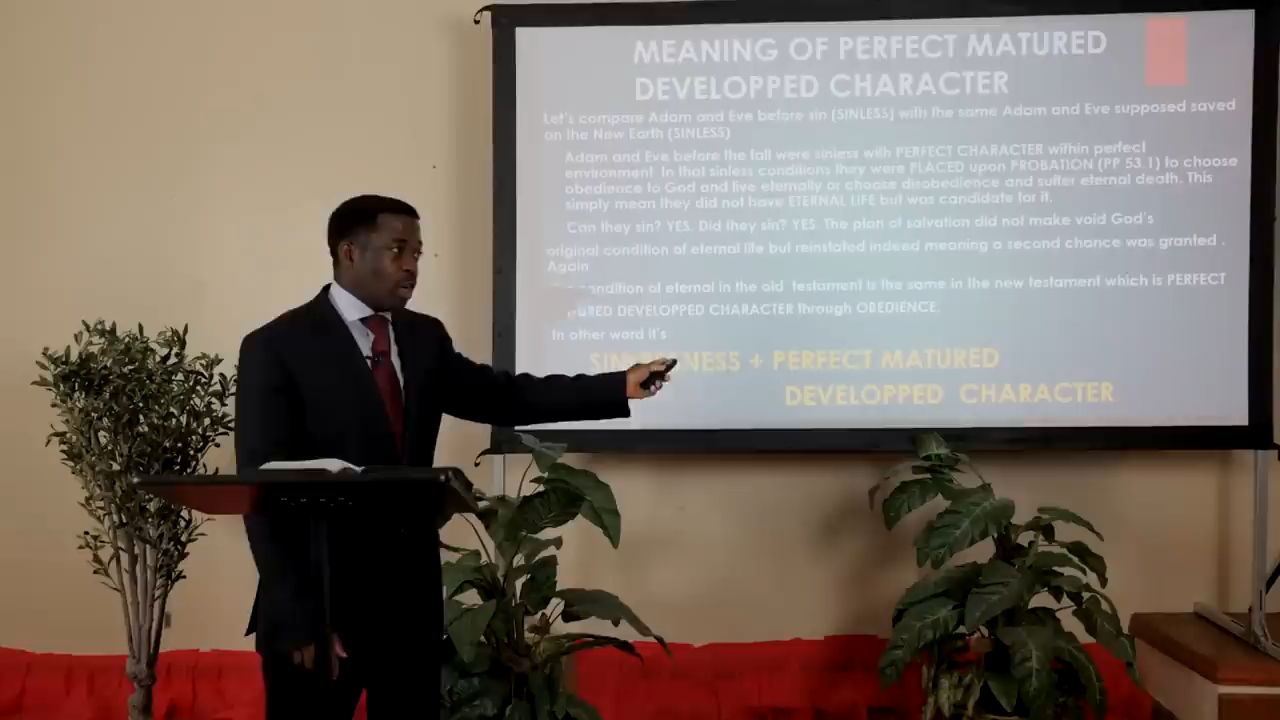 MEANING OF PERFECT MATURED
DEVELOPPED CHARACTER
Let's compare Adam and Eve before sin (SINLESS) with the same Adam and Eve supposed saved
on the New Earth (SINLESS)
Adam and Eve before the fall were sinless with PERFECT CHARACTER within perfect
environment. In that sinless conditions they were PLACED upon PROBATION (PP 53.1) to choose
obedience to God and live eternally or choose disobedience and suffer eternal death. This
simply mean they did not have ETERNAL LIFE but was candidate for it.
Can they sin? YES. Did they sin? YES. The plan of salvation did not make void God's
original condition of eternal life but reinstated indeed meaning a second chance was granted .
Again
condition of eternal in the old testament is the same in the new testament which is PERFECT
DEVELOPPED CHARACTER through OBEDIENCE.
In other word it's
+ PERFECT MATURED
DEVELOPPED CHARACTER